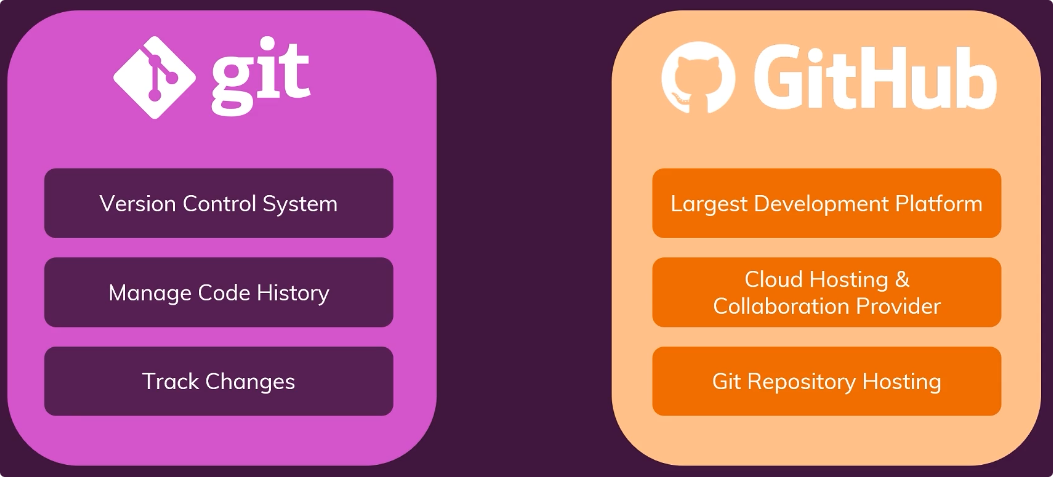 git
Version Control System
Manage Code History
Track Changes
GitHub
Largest Development Platform
Cloud Hosting &
Collaboration Provider
Git Repository Hosting